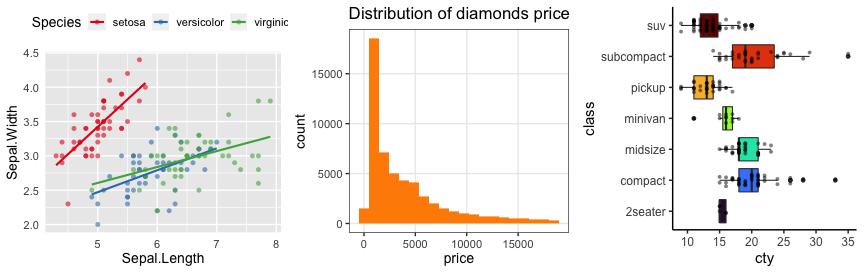 Species setosa versicolor virginic
4.5
4.0
3.5
3.0
2.5
2.0
Sepal.Width
5 6 7 8
Sepal.Length
Distribution of diamonds price
15000
10000
5000
0
count
0 5000 10000 15000
price
suv
subcompact
pickup
minivan
midsize
compact
2seater
class
10 15 20 25 30 35
cty